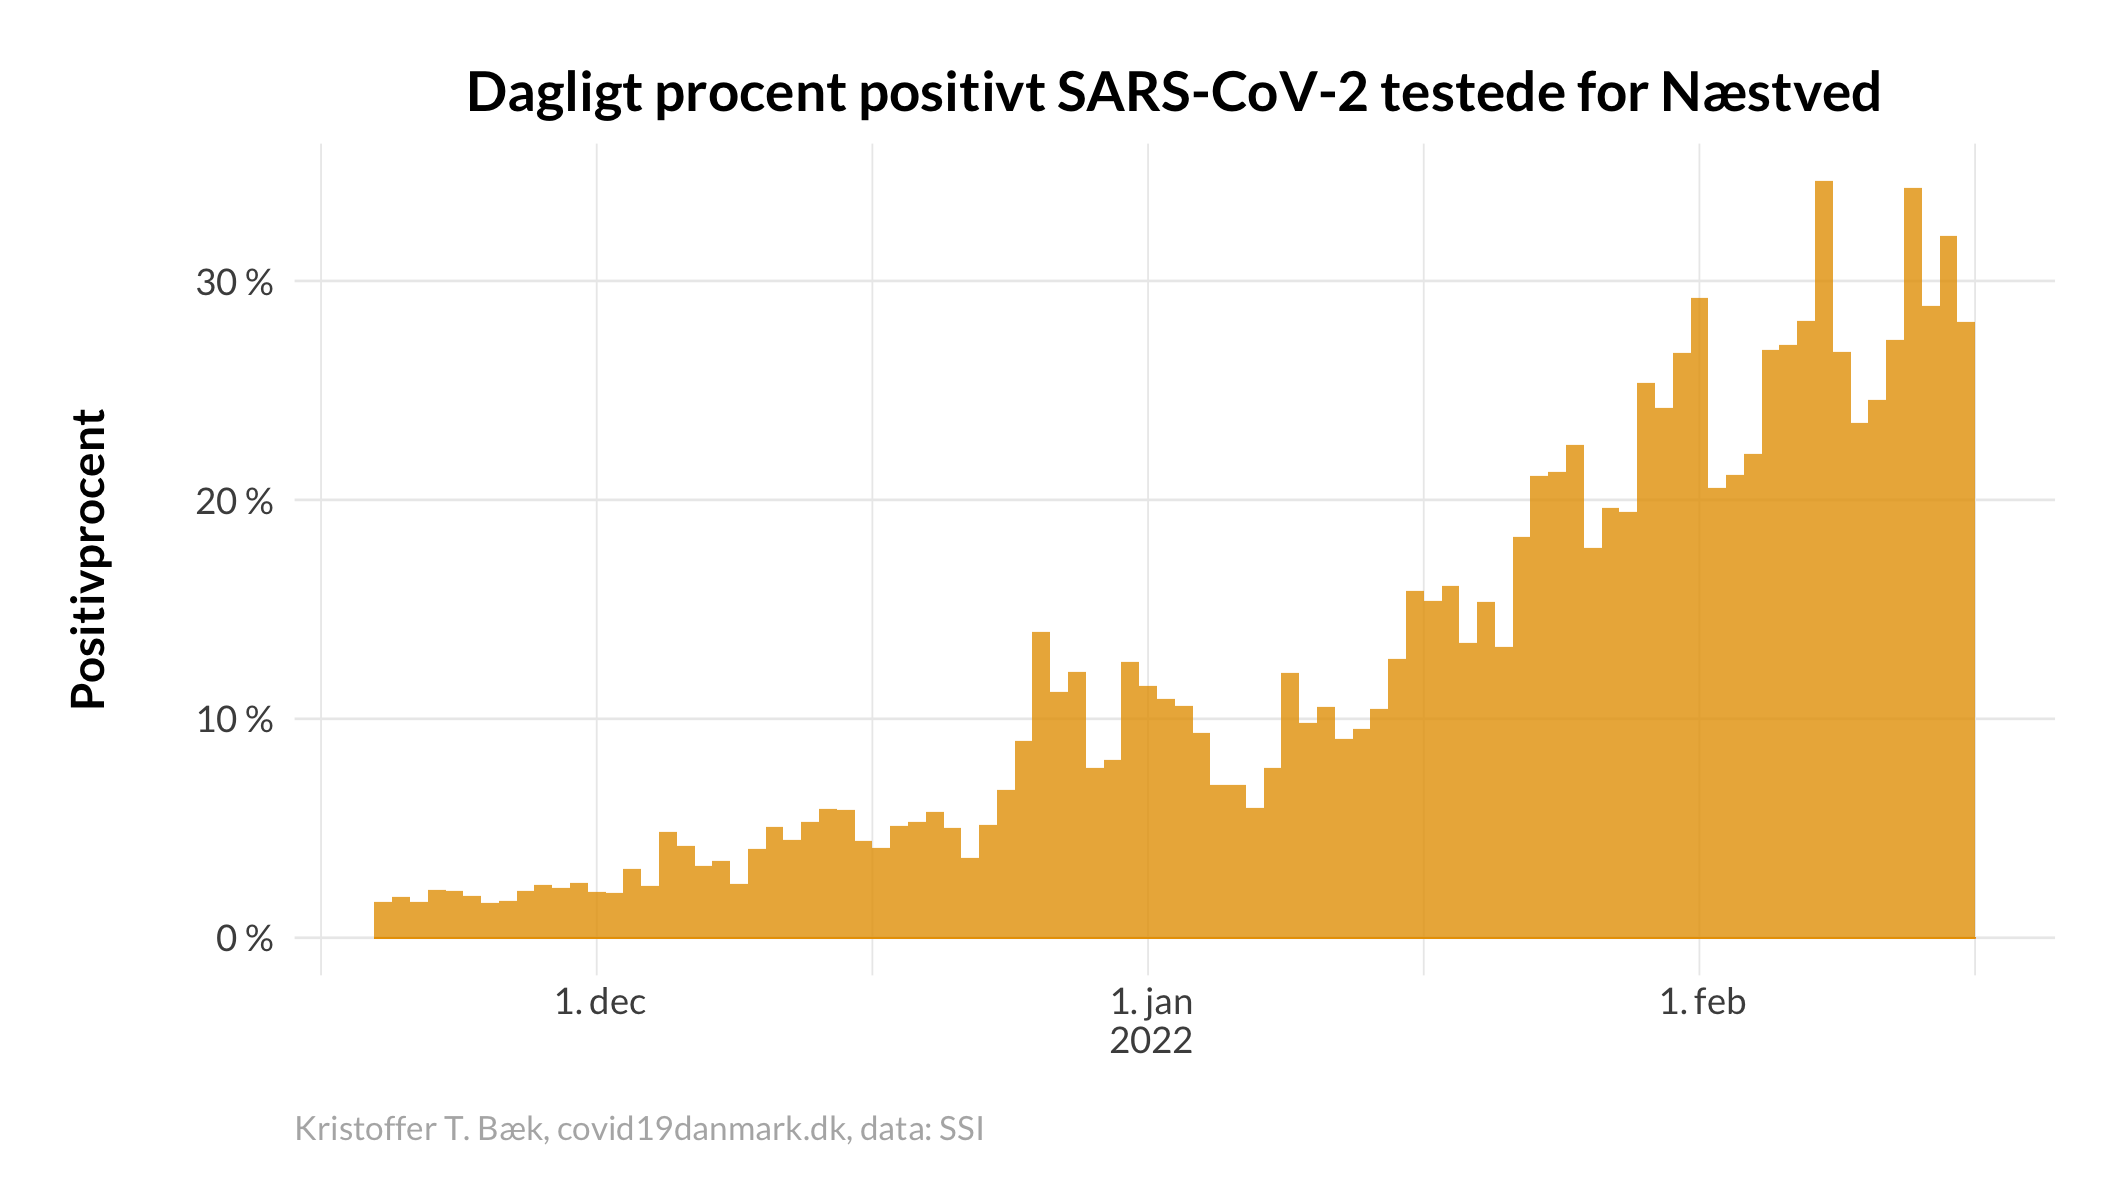 Dagligt procent positivt SARS-CoV-2 testede for Næstved
Positivprocent
30 %
20 %
10 %
0 %
1. dec
1. jan
2022
1. feb
Kristoffer T. Bæk, covid19danmark.dk, data: SSI